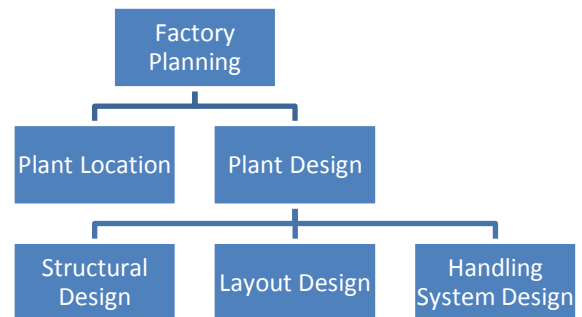 Factory
Planning
Plant Location
Plant Design
Structural
Design
Layout Design
Handling
System Design